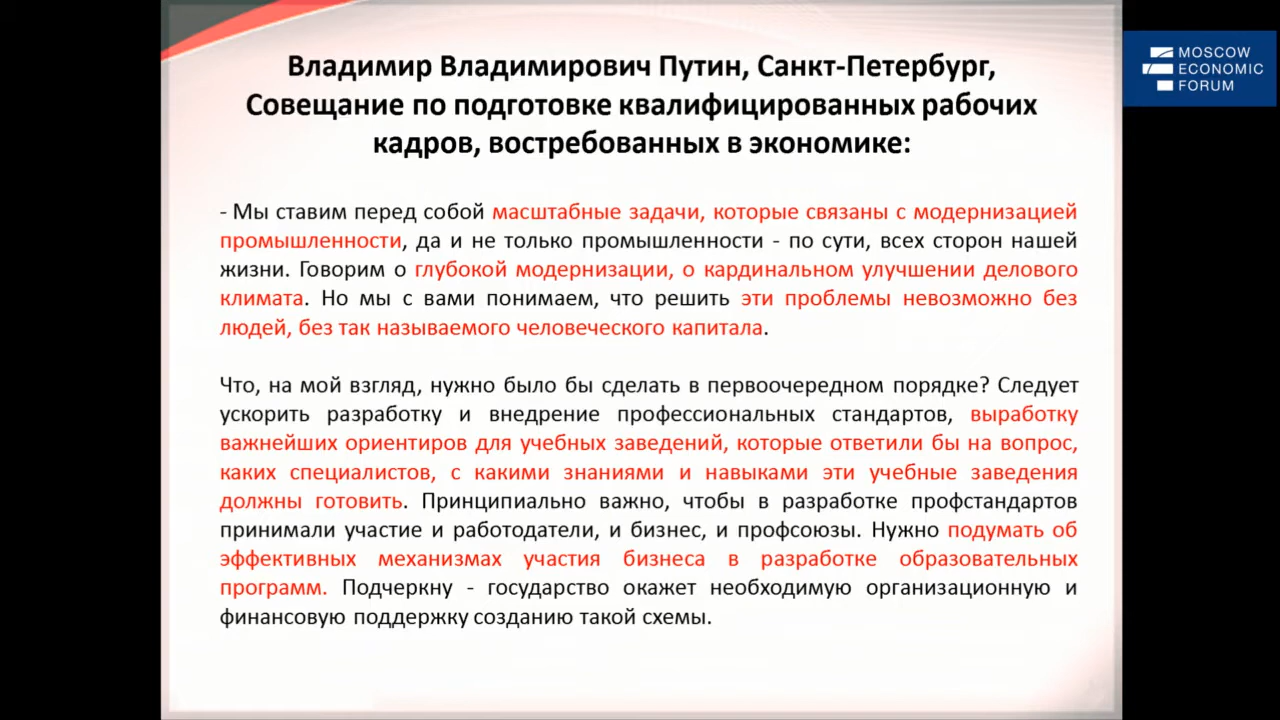 Владимир Владимирович Путин, Санкт-Петербург,
Совещание по подготовке квалифицированных рабочих
кадров, востребованных в экономике:
MOSCOW
ECONOMIC
FORUM
- Мы ставим перед собой масштабные задачи, которые связаны с модернизацией
промышленности, да и не только промышленности - по сути, всех сторон нашей
жизни. Говорим о глубокой модернизации, о кардинальном улучшении делового
климата. Но мы с вами понимаем, что решить эти проблемы невозможно без
людей, без так называемого человеческого капитала.
Что, на мой взгляд, нужно было бы сделать в первоочередном порядке? Следует
ускорить разработку и внедрение профессиональных стандартов, выработку
важнейших ориентиров для учебных заведений, которые ответили бы на вопрос,
каких специалистов, с какими знаниями и навыками эти учебные заведения
должны готовить. Принципиально важно, чтобы в разработке профстандартов
принимали участие и работодатели, и бизнес, и профсоюзы. Нужно подумать об
эффективных механизмах участия бизнеса в разработке образовательных
программ. Подчеркну - государство окажет необходимую организационную и
финансовую поддержку созданию такой схемы.